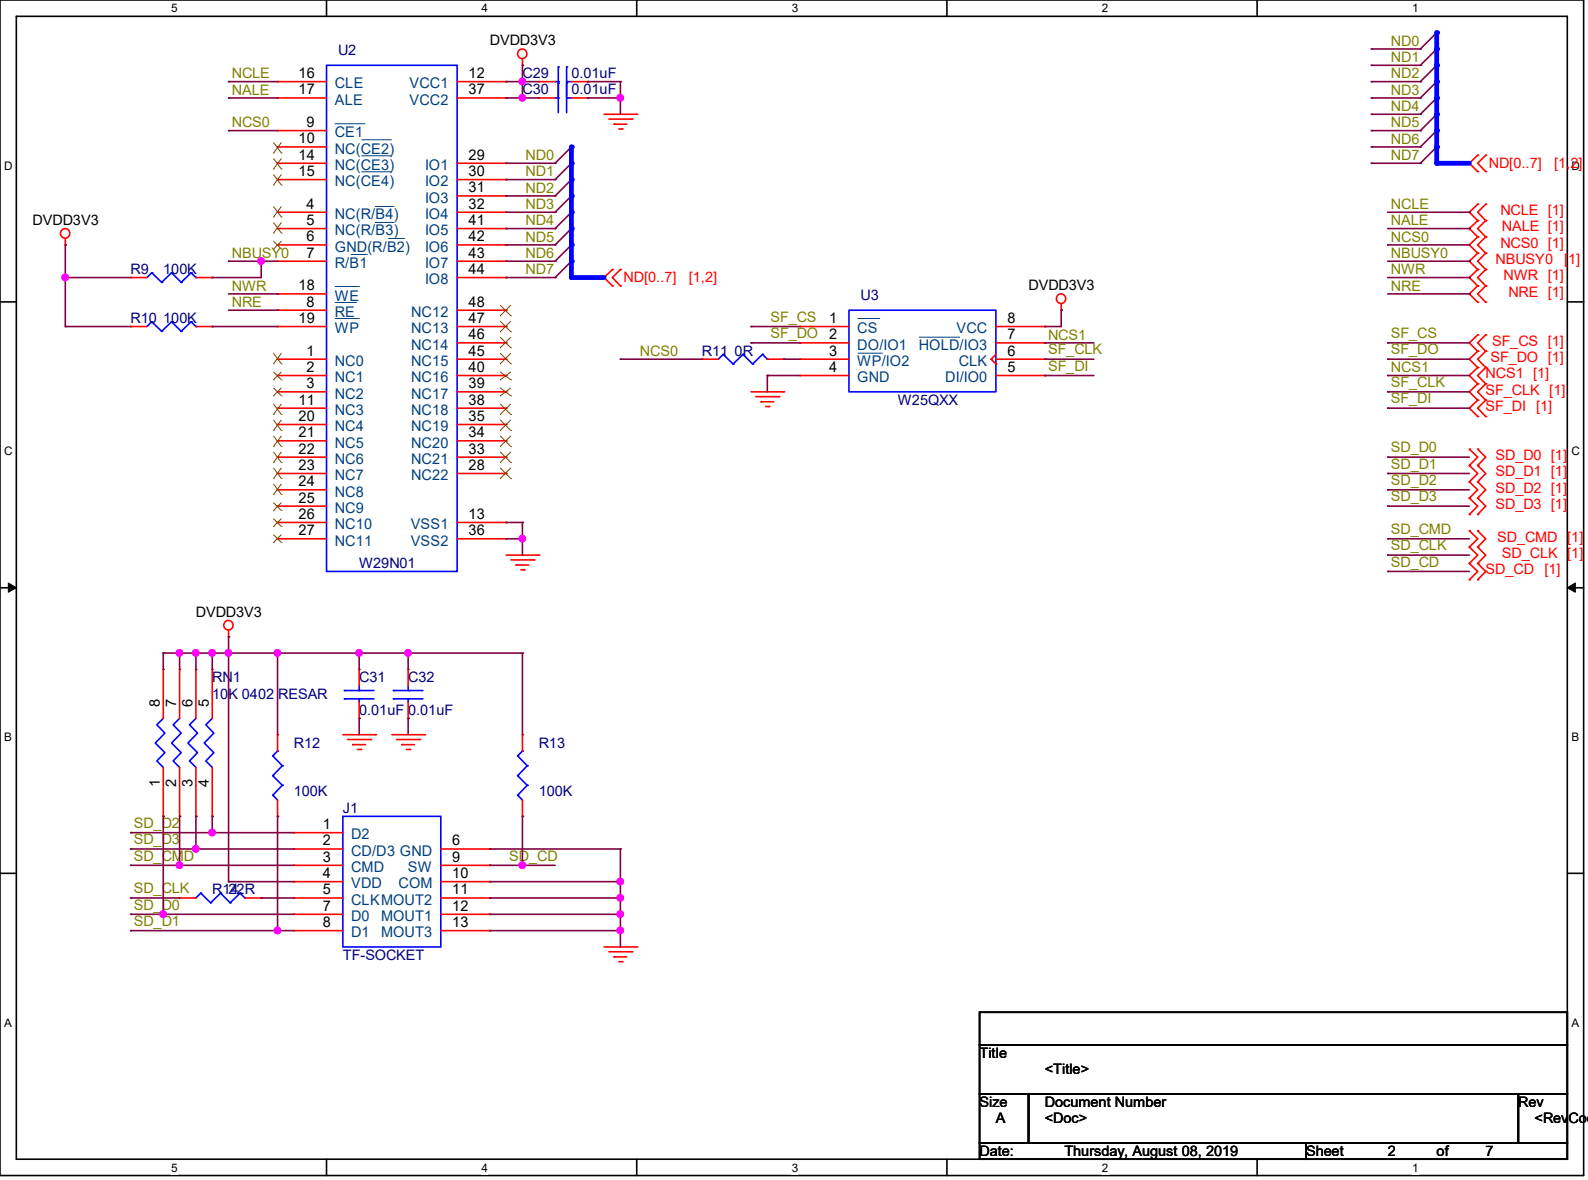 5 4 3 2 1
D
C
B
A
U2
NCLE 16 CLE
NALE 17 ALE
NCS0 9 CE1
10 NC(CE2)
14 NC(CE3)
15 NC(CE4)
4 NC(R/B4)
5 NC(R/B3)
6 GND(R/B2)
NBUSY0 7 R/B1
NWR 18 WE
NRE 8 RE
19 WP
1 NC0
2 NC1
3 NC2
11 NC3
20 NC4
21 NC5
22 NC6
23 NC7
24 NC8
25 NC9
26 NC10
27 NC11
VCC1 12
VCC2 37
IO1 29 ND0
IO2 30 ND1
IO3 31 ND2
IO4 32 ND3
IO5 41 ND4
IO6 42 ND5
IO7 43 ND6
IO8 44 ND7
NC12 48
NC13 47
NC14 46
NC15 45
NC16 40
NC17 39
NC18 38
NC19 35
NC20 34
NC21 33
NC22 28
VSS1 13
VSS2 36
W29N01
DVDD3V3
C29 0.01uF
C30 0.01uF
ND[0..7] [1,2]
DVDD3V3
R9 100K
R10 100K
U3
DVDD3V3
SF_CS 1 CS
SF_DO 2 DO/IO1
NCS0 R11 0R 3 WP/IO2
4 GND
VCC 8
HOLD/IO3 7 NCS1
CLK 6 SF_CLK
DI/IO0 5 SF_DI
W25QXX
ND0
ND1
ND2
ND3
ND4
ND5
ND6
ND7
ND[0..7] [1,2]
NCLE NCLE [1]
NALE NALE [1]
NCS0 NCS0 [1]
NBUSY0 NBUSY0 [1]
NWR NWR [1]
NRE NRE [1]
SF_CS SF_CS [1]
SF_DO SF_DO [1]
NCS1 NCS1 [1]
SF_CLK SF_CLK [1]
SF_DI SF_DI [1]
SD_D0 SD_D0 [1]
SD_D1 SD_D1 [1]
SD_D2 SD_D2 [1]
SD_D3 SD_D3 [1]
SD_CMD SD_CMD [1]
SD_CLK SD_CLK [1]
SD_CD SD_CD [1]
DVDD3V3
RN1
10K 0402 RESAR
8 7 6 5
1 2 3 4
R12
100K
C31 C32
0.01uF 0.01uF
R13
100K
J1
SD_D2 1 D2
SD_D3 2 CD/D3
SD_CMD 3 CMD
4 VDD
SD_CLK R14 22R 5 CLK
SD_D0 7 D0
SD_D1 8 D1
GND 6
SW 9 SD_CD
COM 10
MOUT2 11
MOUT1 12
MOUT3 13
TF-SOCKET
Title
<Title>
Size
A
Document Number
<Doc>
Rev
Date: Thursday, August 08, 2019 Sheet 2 of 7
D
C
B
A
5 4 3 2 1